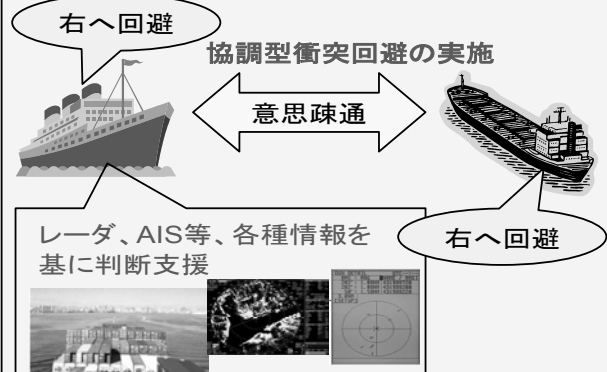 右へ回避
協調型衝突回避の実施
意思疎通
レーダ、AIS等、各種情報を
基に判断支援
右へ回避